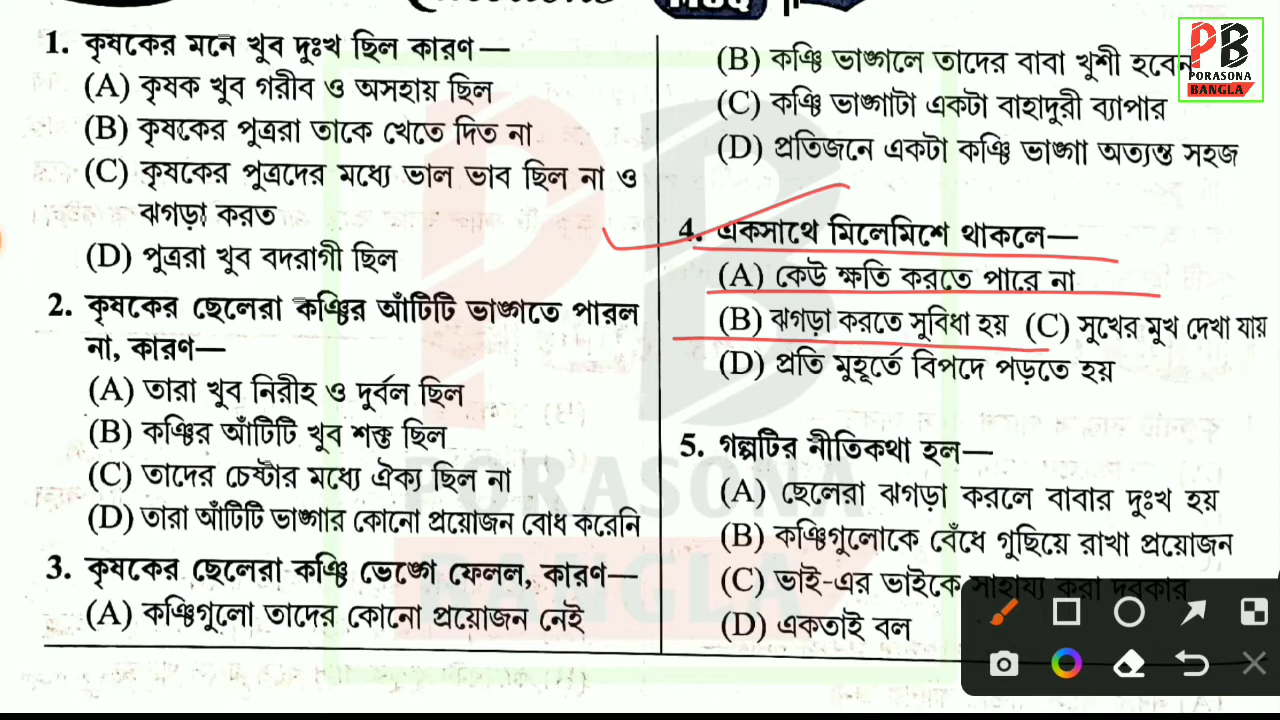 1. কৃষকের মনে খুব দুঃখ ছিল কারণ—
(A) কৃষক খুব গরীব ও অসহায় ছিল
(B) কৃষকের পুত্ররা তাকে খেতে দিত না
(C) কৃষকের পুত্রদের মধ্যে ভাল ভাব ছিল না ও
ঝগড়া করত
(D) পুত্ররা খুব বদরাগী ছিল
2. কৃষকের ছেলেরা কঞ্চির আঁটিটি ভাঙ্গতে পারল
না, কারণ—
(A) তারা খুব নিরীহ ও দুর্বল ছিল
(B) কঞ্চির আঁটিটি খুব শক্ত ছিল
(C) তাদের চেষ্টার মধ্যে ঐক্য ছিল না
(D) তারা আঁটিটি ভাঙ্গার কোনো প্রয়োজন বোধ করেনি
3. কৃষকের ছেলেরা কঞ্চি ভেঙ্গে ফেলল, কারণ—
(A) কঞ্চিগুলো তাদের কোনো প্রয়োজন নেই
(B) কঞ্চি ভাঙ্গলে তাদের বাবা খুশী হবেন
(C) কঞ্চি ভাঙ্গাটা একটা বাহাদুরী ব্যাপার
(D) প্রতিজনে একটা কঞ্চি ভাঙ্গা অত্যন্ত সহজ
4. একসাথে মিলেমিশে থাকলে—
(A) কেউ ক্ষতি করতে পারে না
(B) ঝগড়া করতে সুবিধা হয় (C) সুখের মুখ দেখা যায়
(D) প্রতি মুহূর্তে বিপদে পড়তে হয়
5. গল্পটির নীতিকথা হল—
(A) ছেলেরা ঝগড়া করলে বাবার দুঃখ হয়
(B) কঞ্চিগুলোকে বেঁধে গুছিয়ে রাখা প্রয়োজন
(C) ভাই-এর ভাইকে সাহায্য করা দরকার
(D) একতাই বল
PB
PORASONA
BANGLA
PORASONA
BANGLA